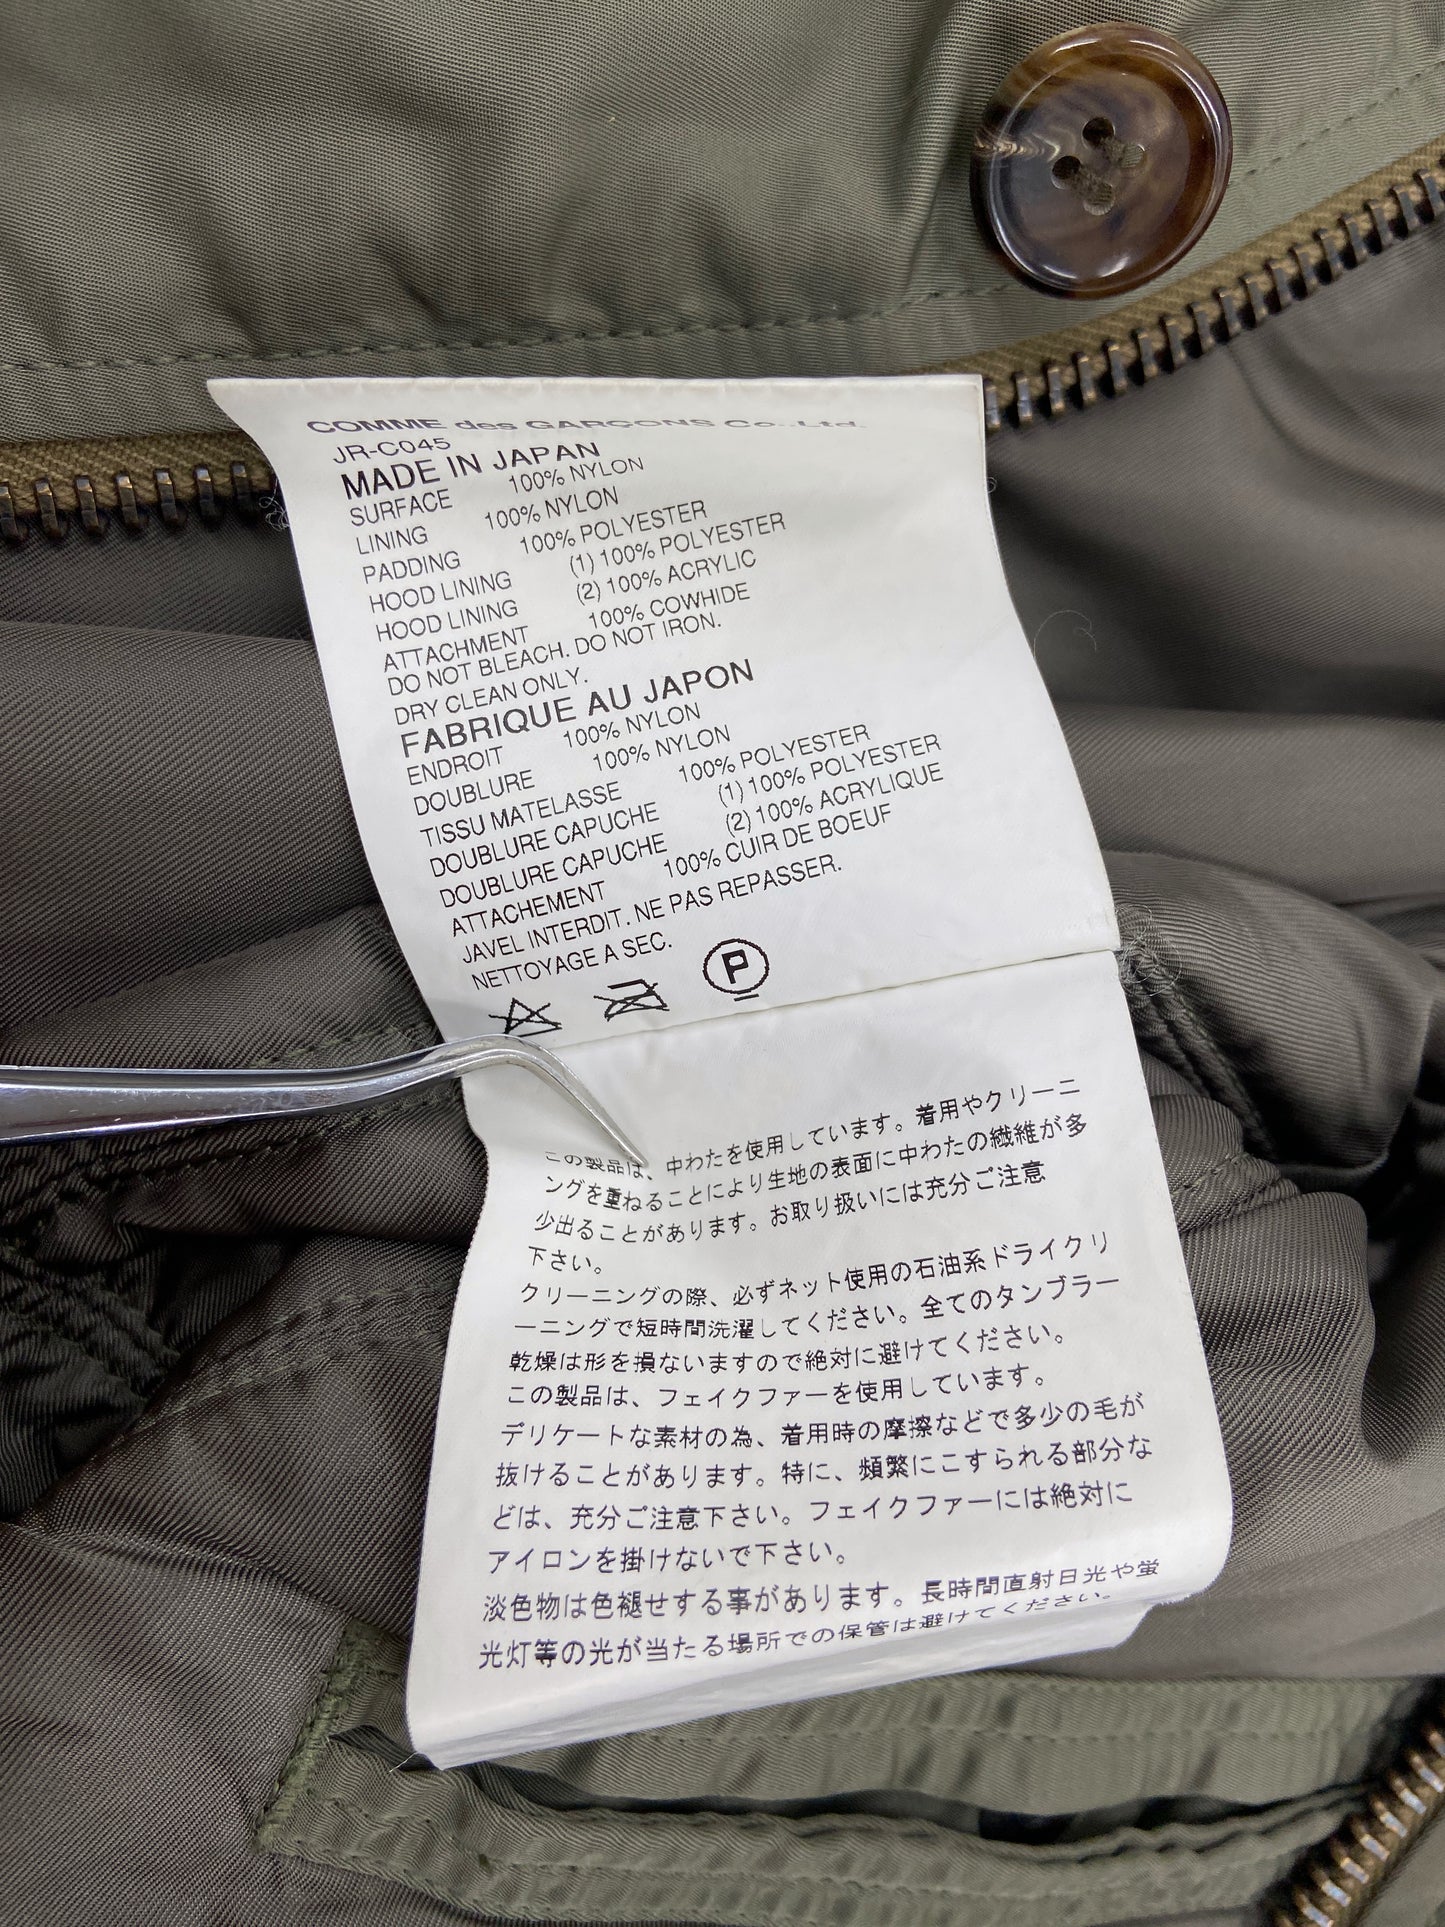 COMME des GARCONS Co.,Ltd.
JR-C045
MADE IN JAPAN
SURFACE 100% NYLON
LINING 100% NYLON
PADDING 100% POLYESTER
HOOD LINING (1) 100% POLYESTER
HOOD LINING (2) 100% ACRYLIC
ATTACHMENT 100% COWHIDE
DO NOT BLEACH. DO NOT IRON.
DRY CLEAN ONLY.
FABRIQUE AU JAPON
ENDROIT 100% NYLON
DOUBLURE 100% NYLON
TISSU MATELASSE 100% POLYESTER
DOUBLURE CAPUCHE (1) 100% POLYESTER
DOUBLURE CAPUCHE (2) 100% ACRYLIQUE
ATTACHEMENT 100% CUIR DE BOEUF
JAVEL INTERDIT. NE PAS REPASSER.
NETTOYAGE A SEC.
P
この製品は、中わたを使用しています。着用やクリーニ
ングを重ねることにより生地の表面に中わたの繊維が多
少出ることがあります。お取り扱いには充分ご注意
下さい。
クリーニングの際、必ずネット使用の石油系ドライクリ
ーニングで短時間洗濯してください。全てのタンブラー
乾燥は形を損ないますので絶対に避けてください。
この製品は、フェイクファーを使用しています。
デリケートな素材の為、着用時の摩擦などで多少の毛が
抜けることがあります。特に、頻繁にこすられる部分な
どは、充分ご注意下さい。フェイクファーには絶対に
アイロンを掛けないで下さい。
淡色物は色褪せする事があります。長時間直射日光や蛍
光灯等の光が当たる場所での保管は避けてください。